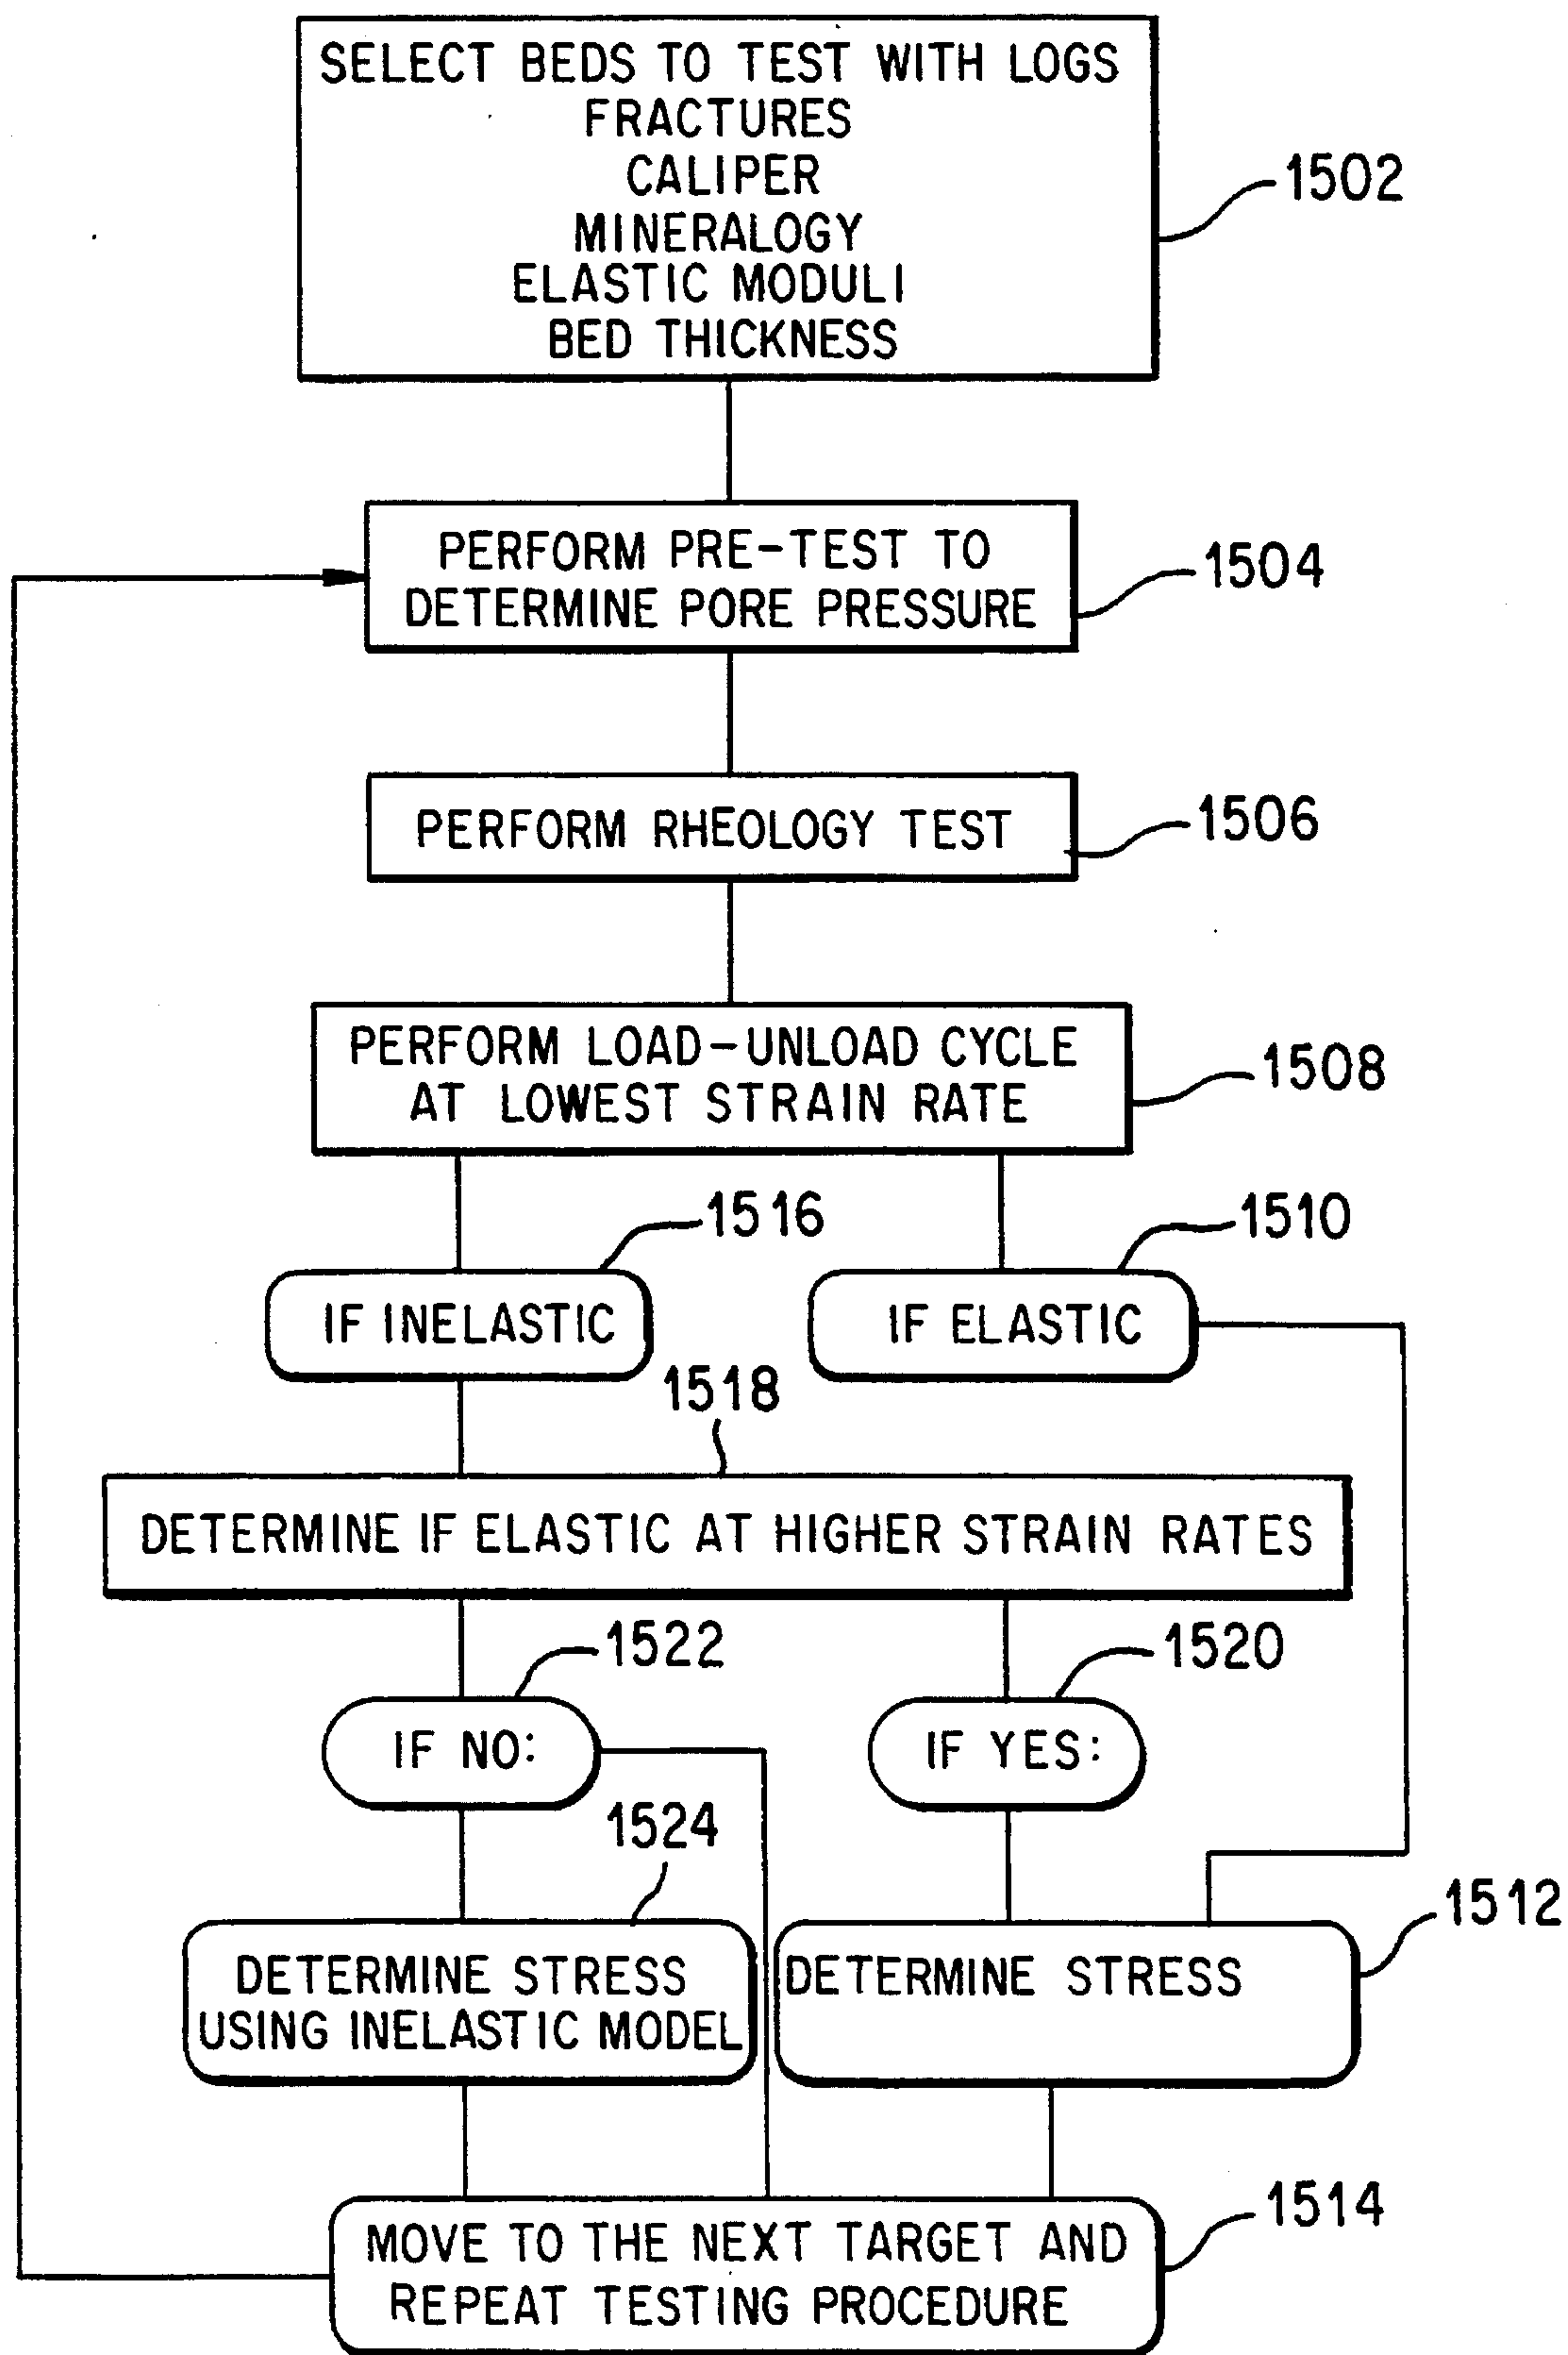 SELECT BEDS TO TEST WITH LOGS
FRACTURES
CALIPER
MINERALOGY
ELASTIC MODULI
BED THICKNESS
1502
PERFORM PRE-TEST TO
DETERMINE PORE PRESSURE
1504
PERFORM RHEOLOGY TEST
1506
PERFORM LOAD-UNLOAD CYCLE
AT LOWEST STRAIN RATE
1508
1516
1510
IF INELASTIC
IF ELASTIC
1518
DETERMINE IF ELASTIC AT HIGHER STRAIN RATES
1522
1520
IF NO:
IF YES:
1524
1512
DETERMINE STRESS
USING INELASTIC MODEL
DETERMINE STRESS
1514
MOVE TO THE NEXT TARGET AND
REPEAT TESTING PROCEDURE